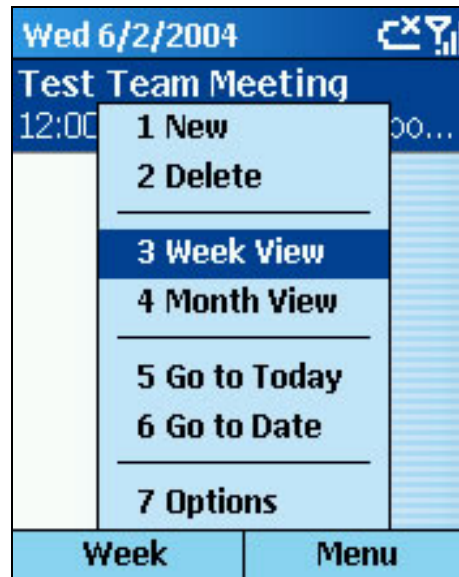 Wed 6/2/2004
Test Team Meeting
12:00
1 New
2 Delete
3 Week View
4 Month View
5 Go to Today
6 Go to Date
7 Options
Week Menu